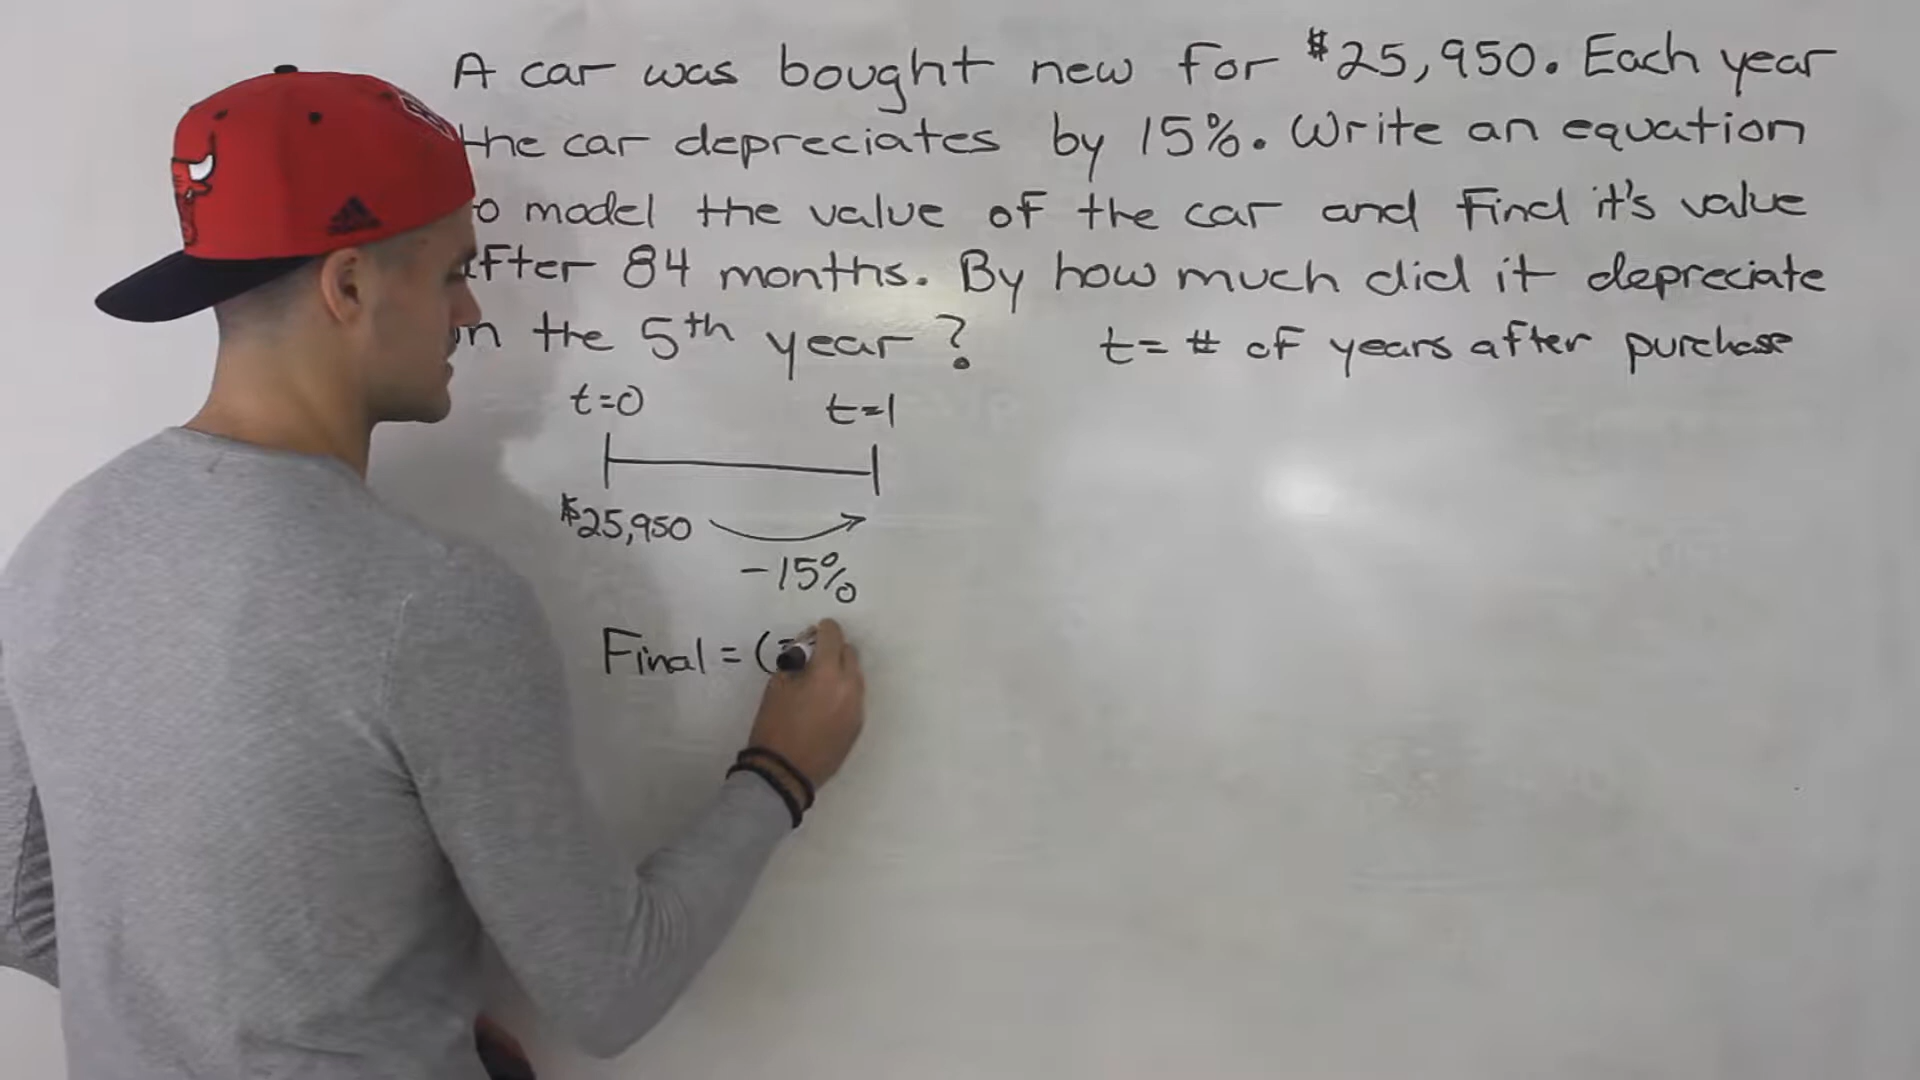 A car was bought new for $25,950. Each year
the car depreciates by 15%. Write an equation
to model the value of the car and find it's value
after 84 months. By how much did it depreciate
in the 5th year?
t= # of years after purchase
t=0 t=1
$25,950
-15%
Final = (